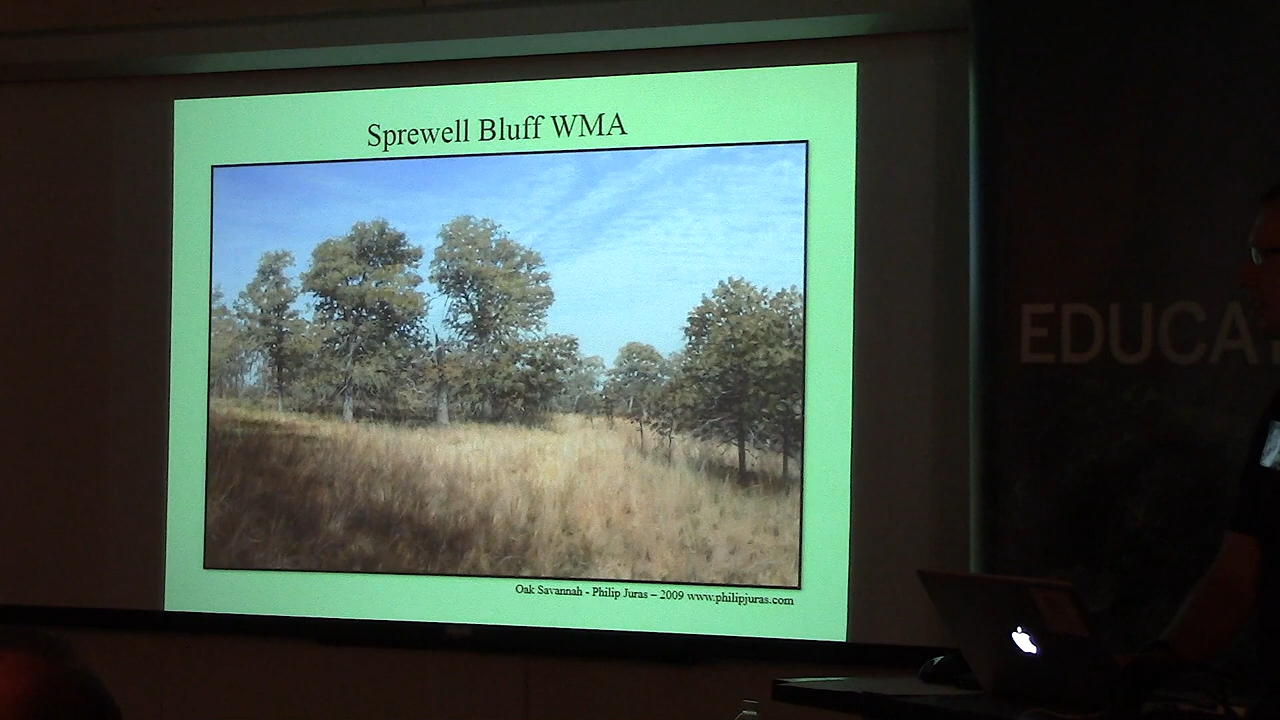 Sprewell Bluff WMA
Oak Savannah - Philip Juras – 2009 www.philipjuras.com
EDUCA